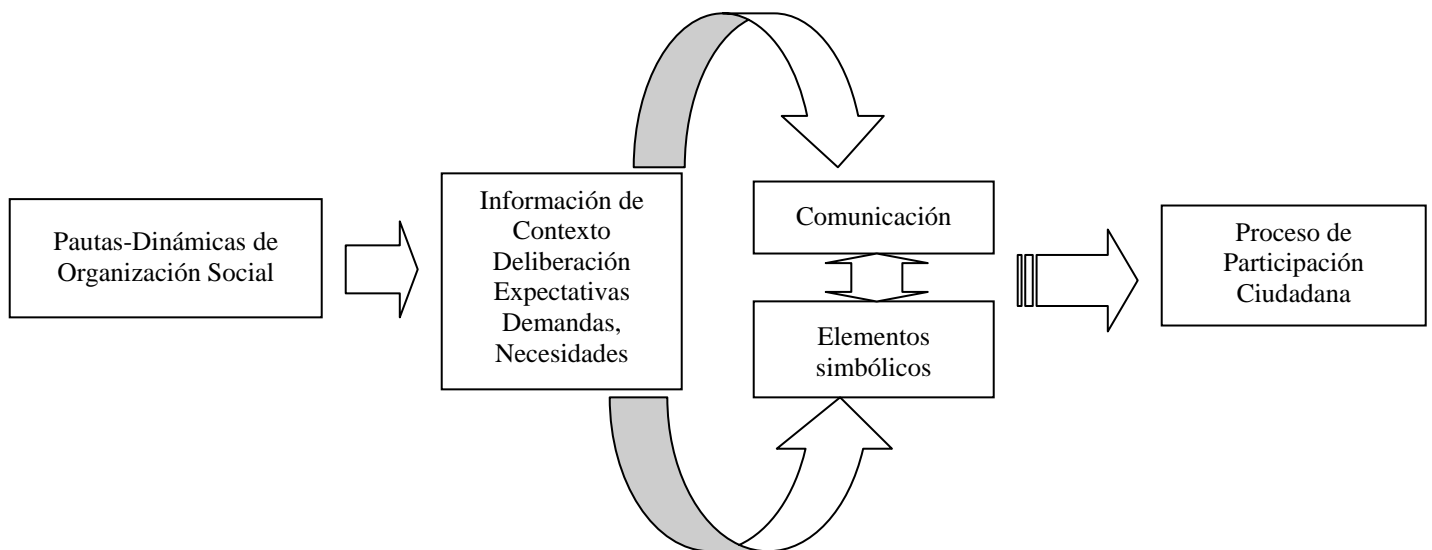 Pautas-Dinámicas de
Organización Social
Información de
Contexto
Deliberación
Expectativas
Demandas,
Necesidades
Comunicación
Elementos
simbólicos
Proceso de
Participación
Ciudadana